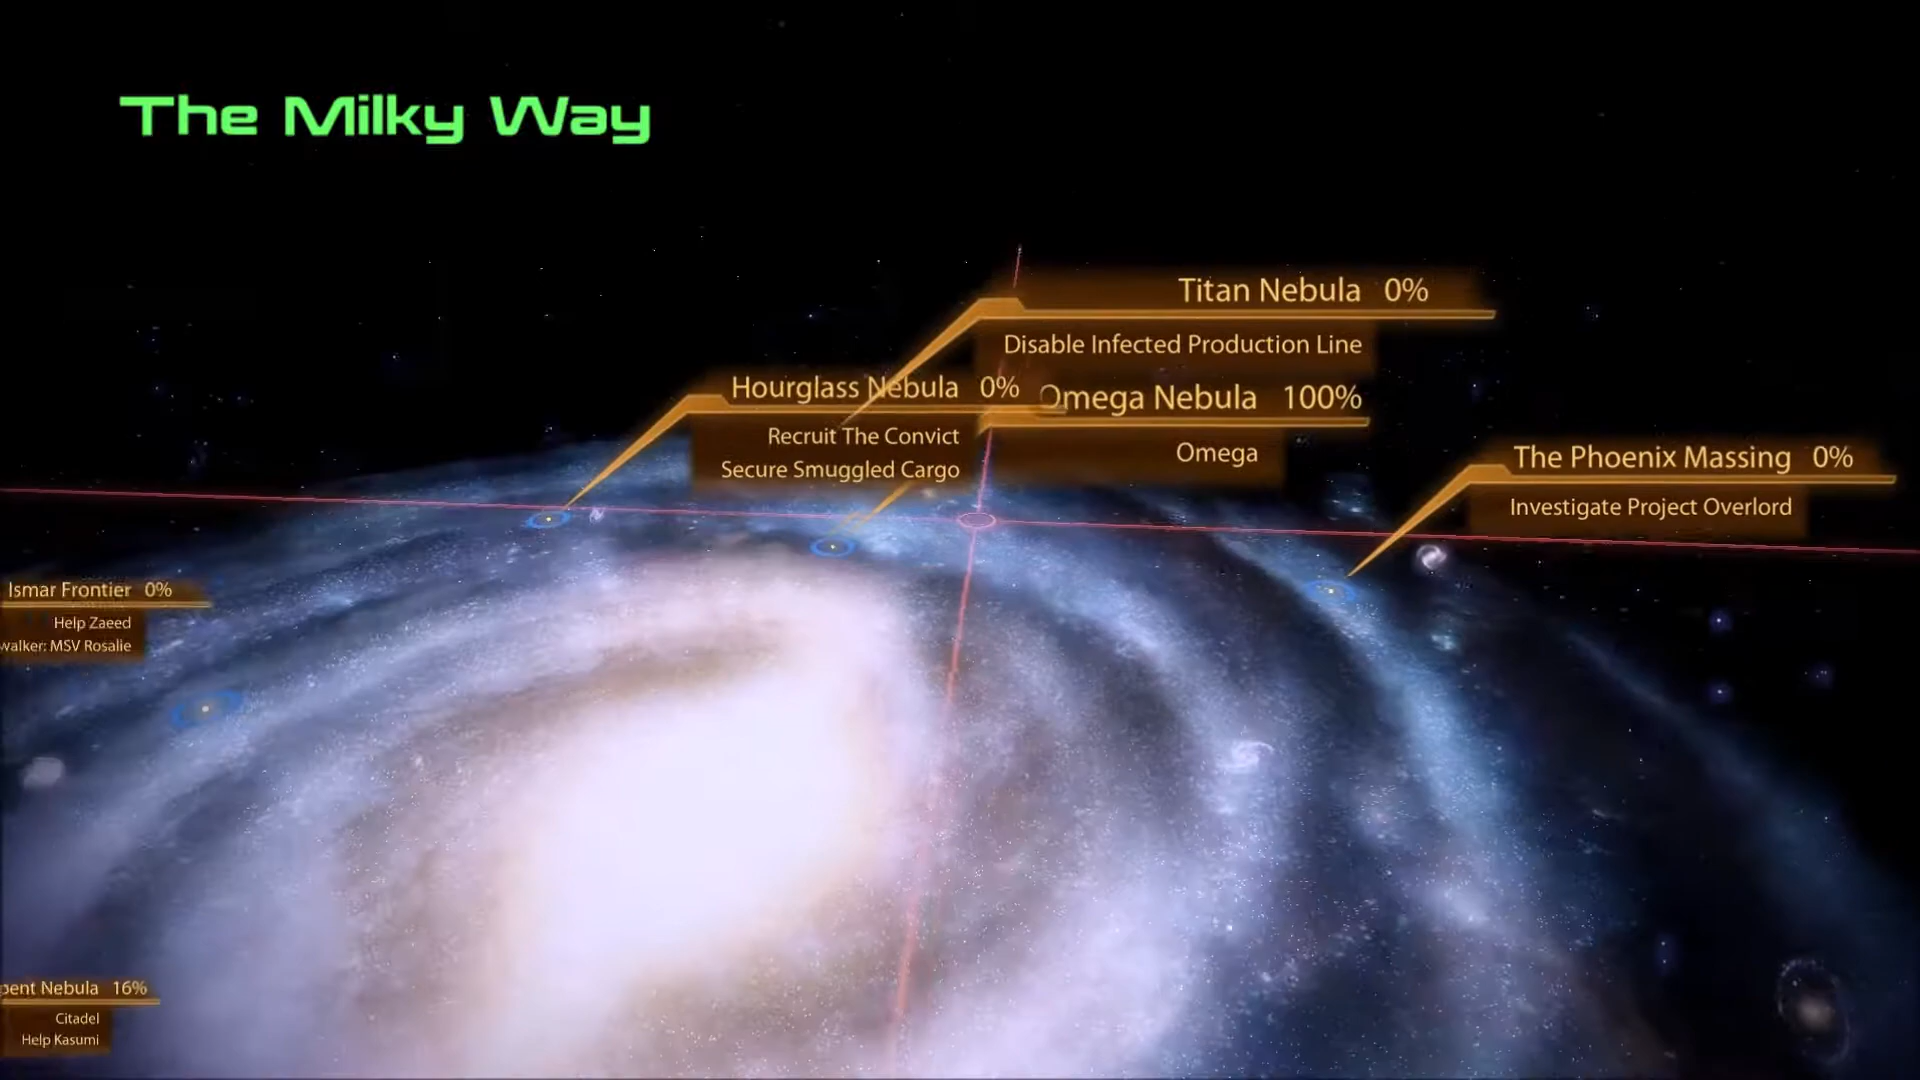 The Milky Way
Titan Nebula 0%
Disable Infected Production Line
Hourglass Nebula 0%
Recruit The Convict
Secure Smuggled Cargo
Omega Nebula 100%
Omega
The Phoenix Massing 0%
Investigate Project Overlord
Ismar Frontier 0%
Help Zaeed
walker: MSV Rosalie
pent Nebula 16%
Citadel
Help Kasumi